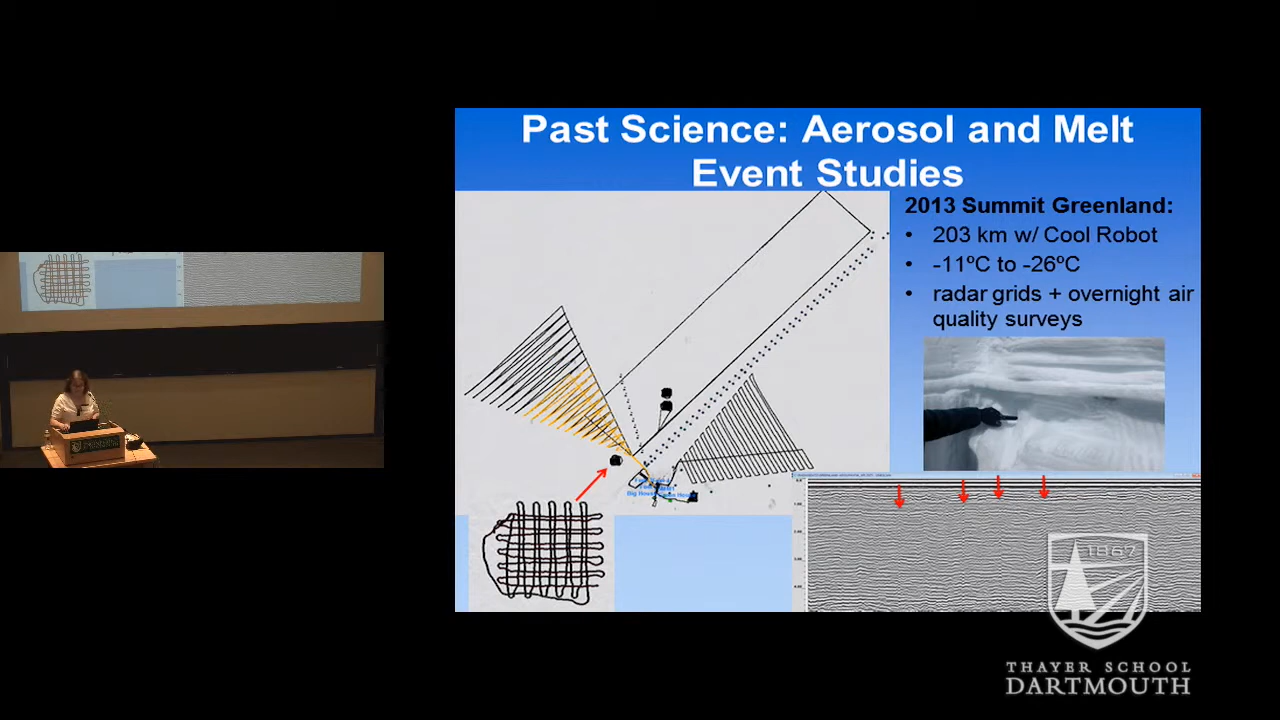 Past Science: Aerosol and Melt
Event Studies
2013 Summit Greenland:
• 203 km w/ Cool Robot
• -11ºC to -26ºC
• radar grids + overnight air
quality surveys
1867
THAYER SCHOOL
DARTMOUTH